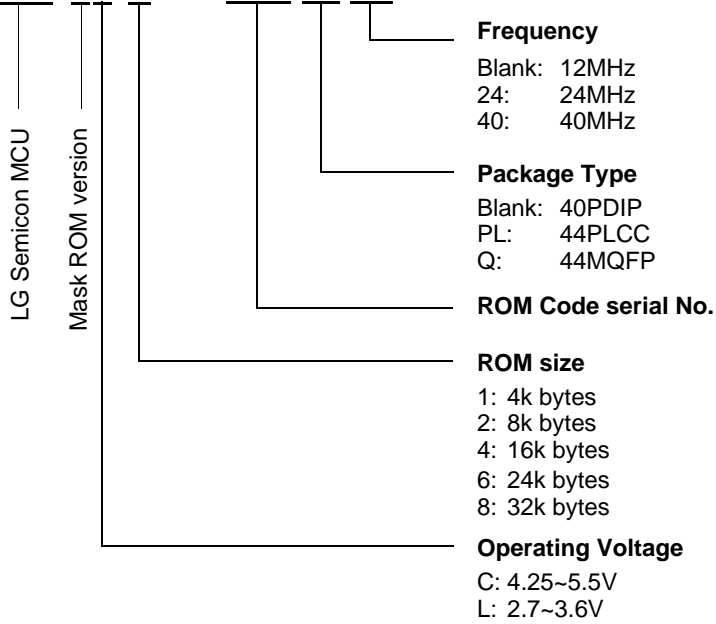 Frequency
Blank: 12MHz
24: 24MHz
40: 40MHz
Package Type
Blank: 40PDIP
PL: 44PLCC
Q: 44MQFP
ROM Code serial No.
ROM size
1: 4k bytes
2: 8k bytes
4: 16k bytes
6: 24k bytes
8: 32k bytes
Operating Voltage
C: 4.25~5.5V
L: 2.7~3.6V
Mask ROM version
LG Semicon MCU